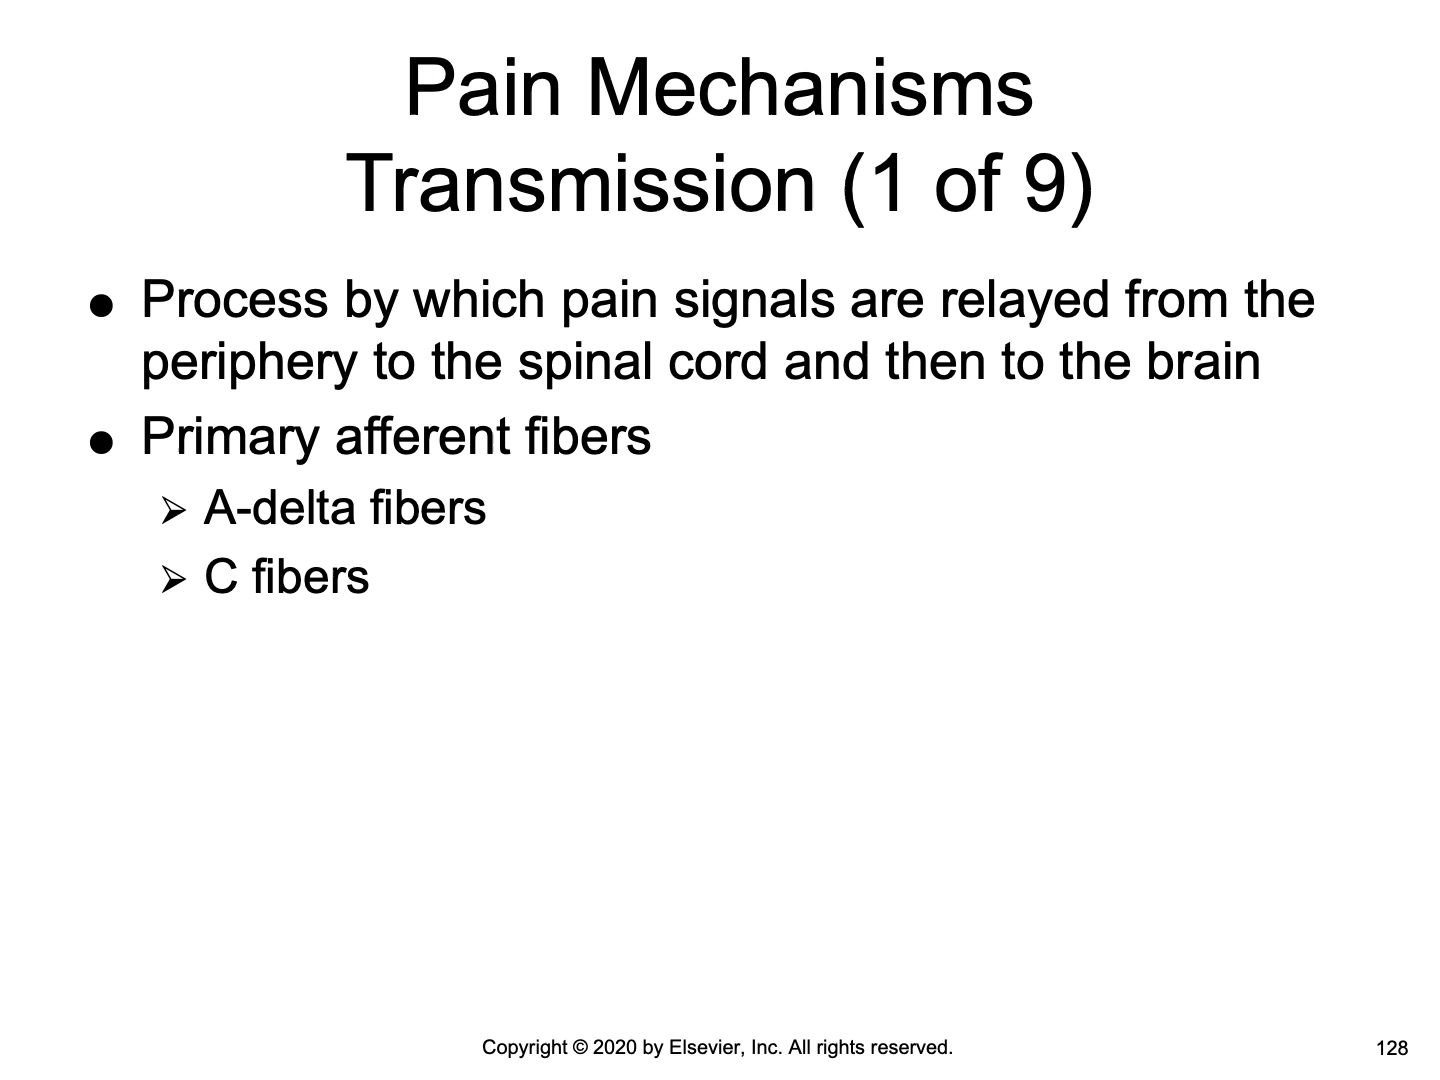 Pain Mechanisms
Transmission (1 of 9)
● Process by which pain signals are relayed from the
periphery to the spinal cord and then to the brain
● Primary afferent fibers
➢ A-delta fibers
➢ C fibers
Copyright © 2020 by Elsevier, Inc. All rights reserved.
128